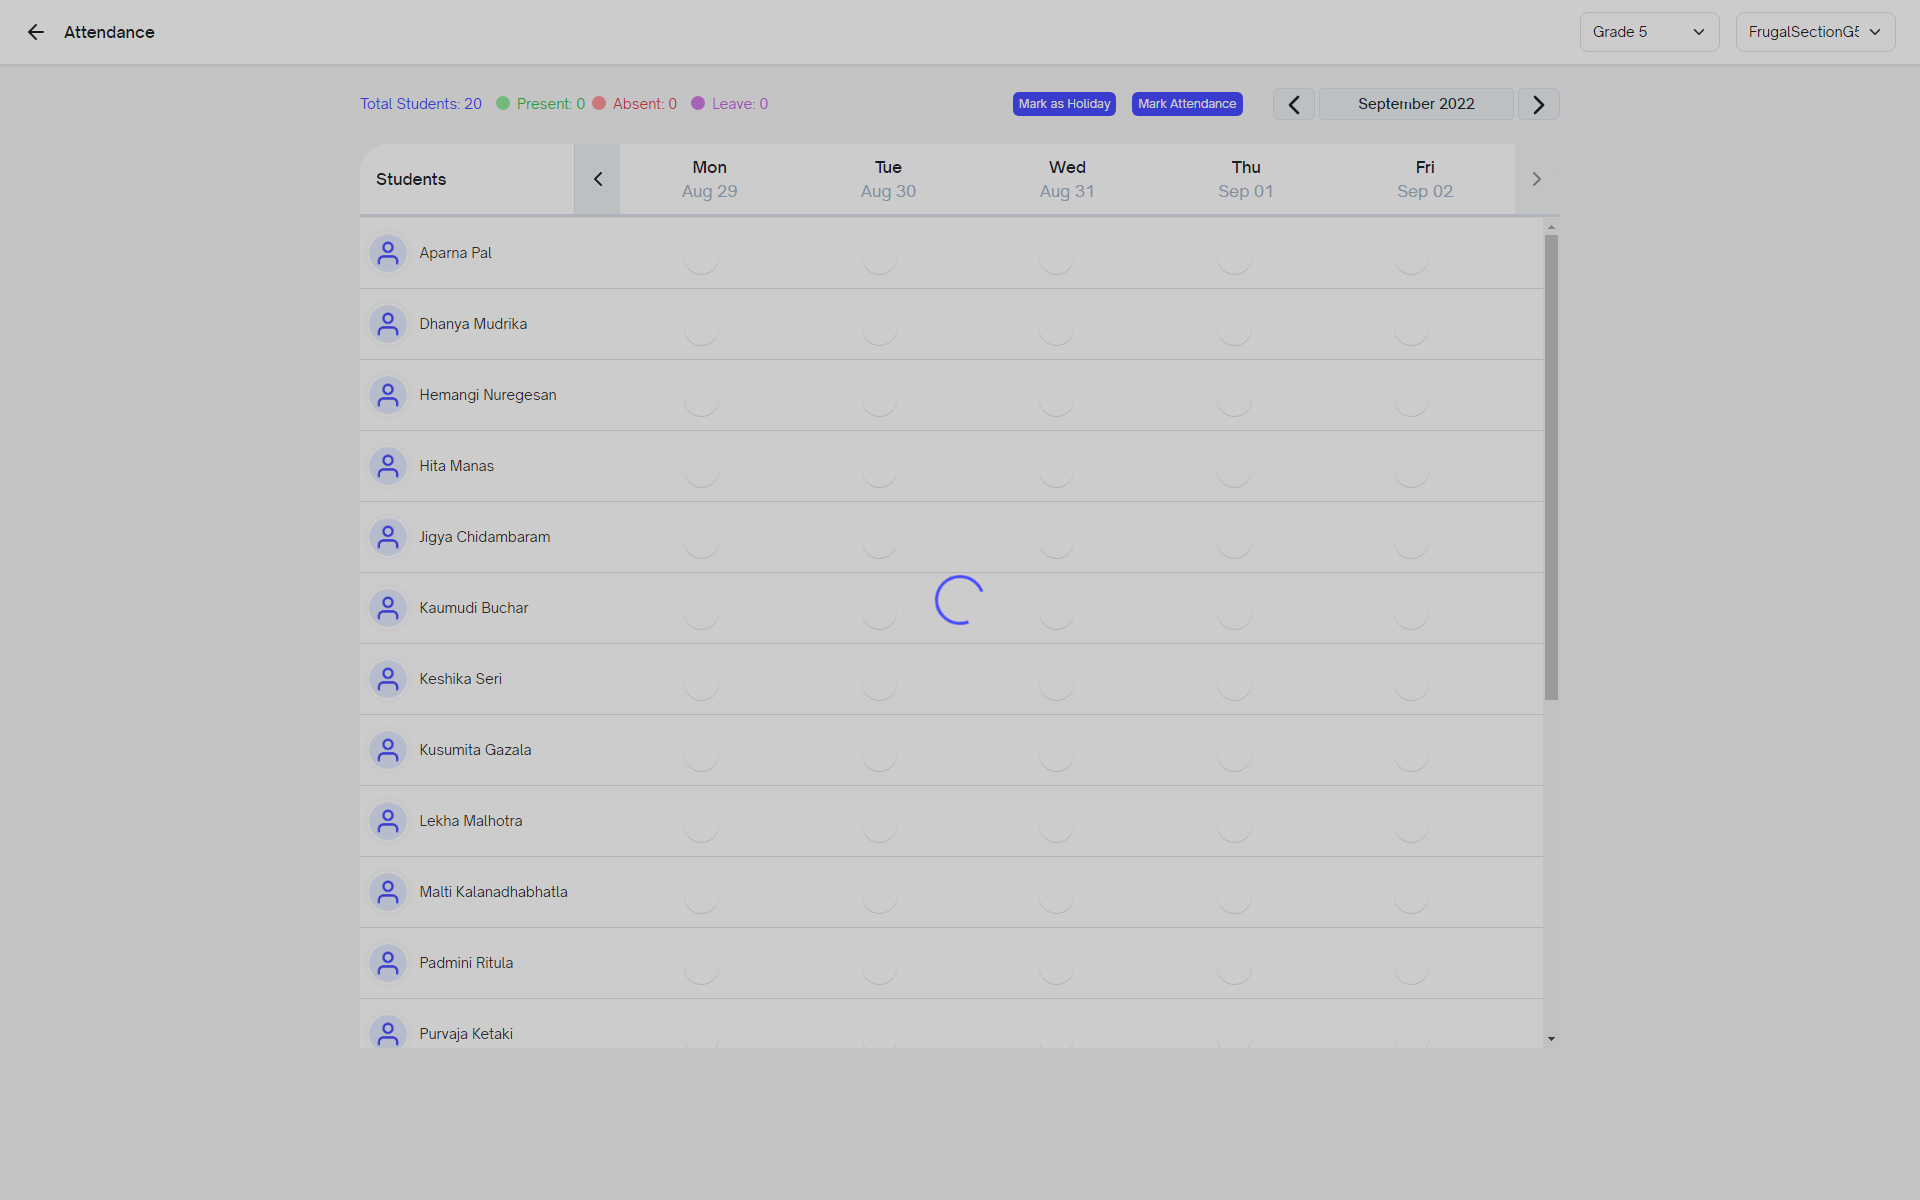 Attendance
Grade 5
FrugalSectionG5
Total Students: 20
Present: 0
Absent: 0
Leave: 0
Mark as Holiday
Mark Attendance
September 2022
Students
Mon
Aug 29
Tue
Aug 30
Wed
Aug 31
Thu
Sep 01
Fri
Sep 02
Aparna Pal
Dhanya Mudrika
Hemangi Nuregesan
Hita Manas
Jigya Chidambaram
Kaumudi Buchar
Keshika Seri
Kusumita Gazala
Lekha Malhotra
Malti Kalanadhabhatla
Padmini Ritula
Purvaja Ketaki